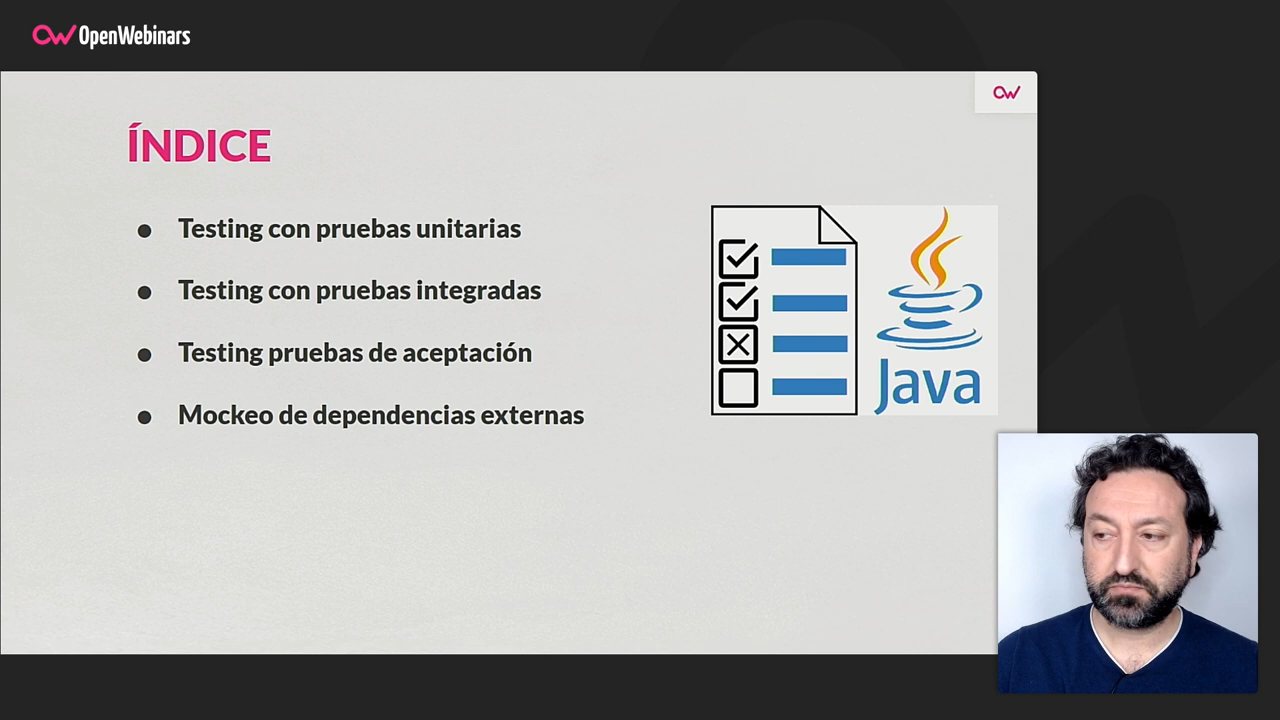 OpenWebinars
ÍNDICE
● Testing con pruebas unitarias
● Testing con pruebas integradas
● Testing pruebas de aceptación
● Mockeo de dependencias externas
Java